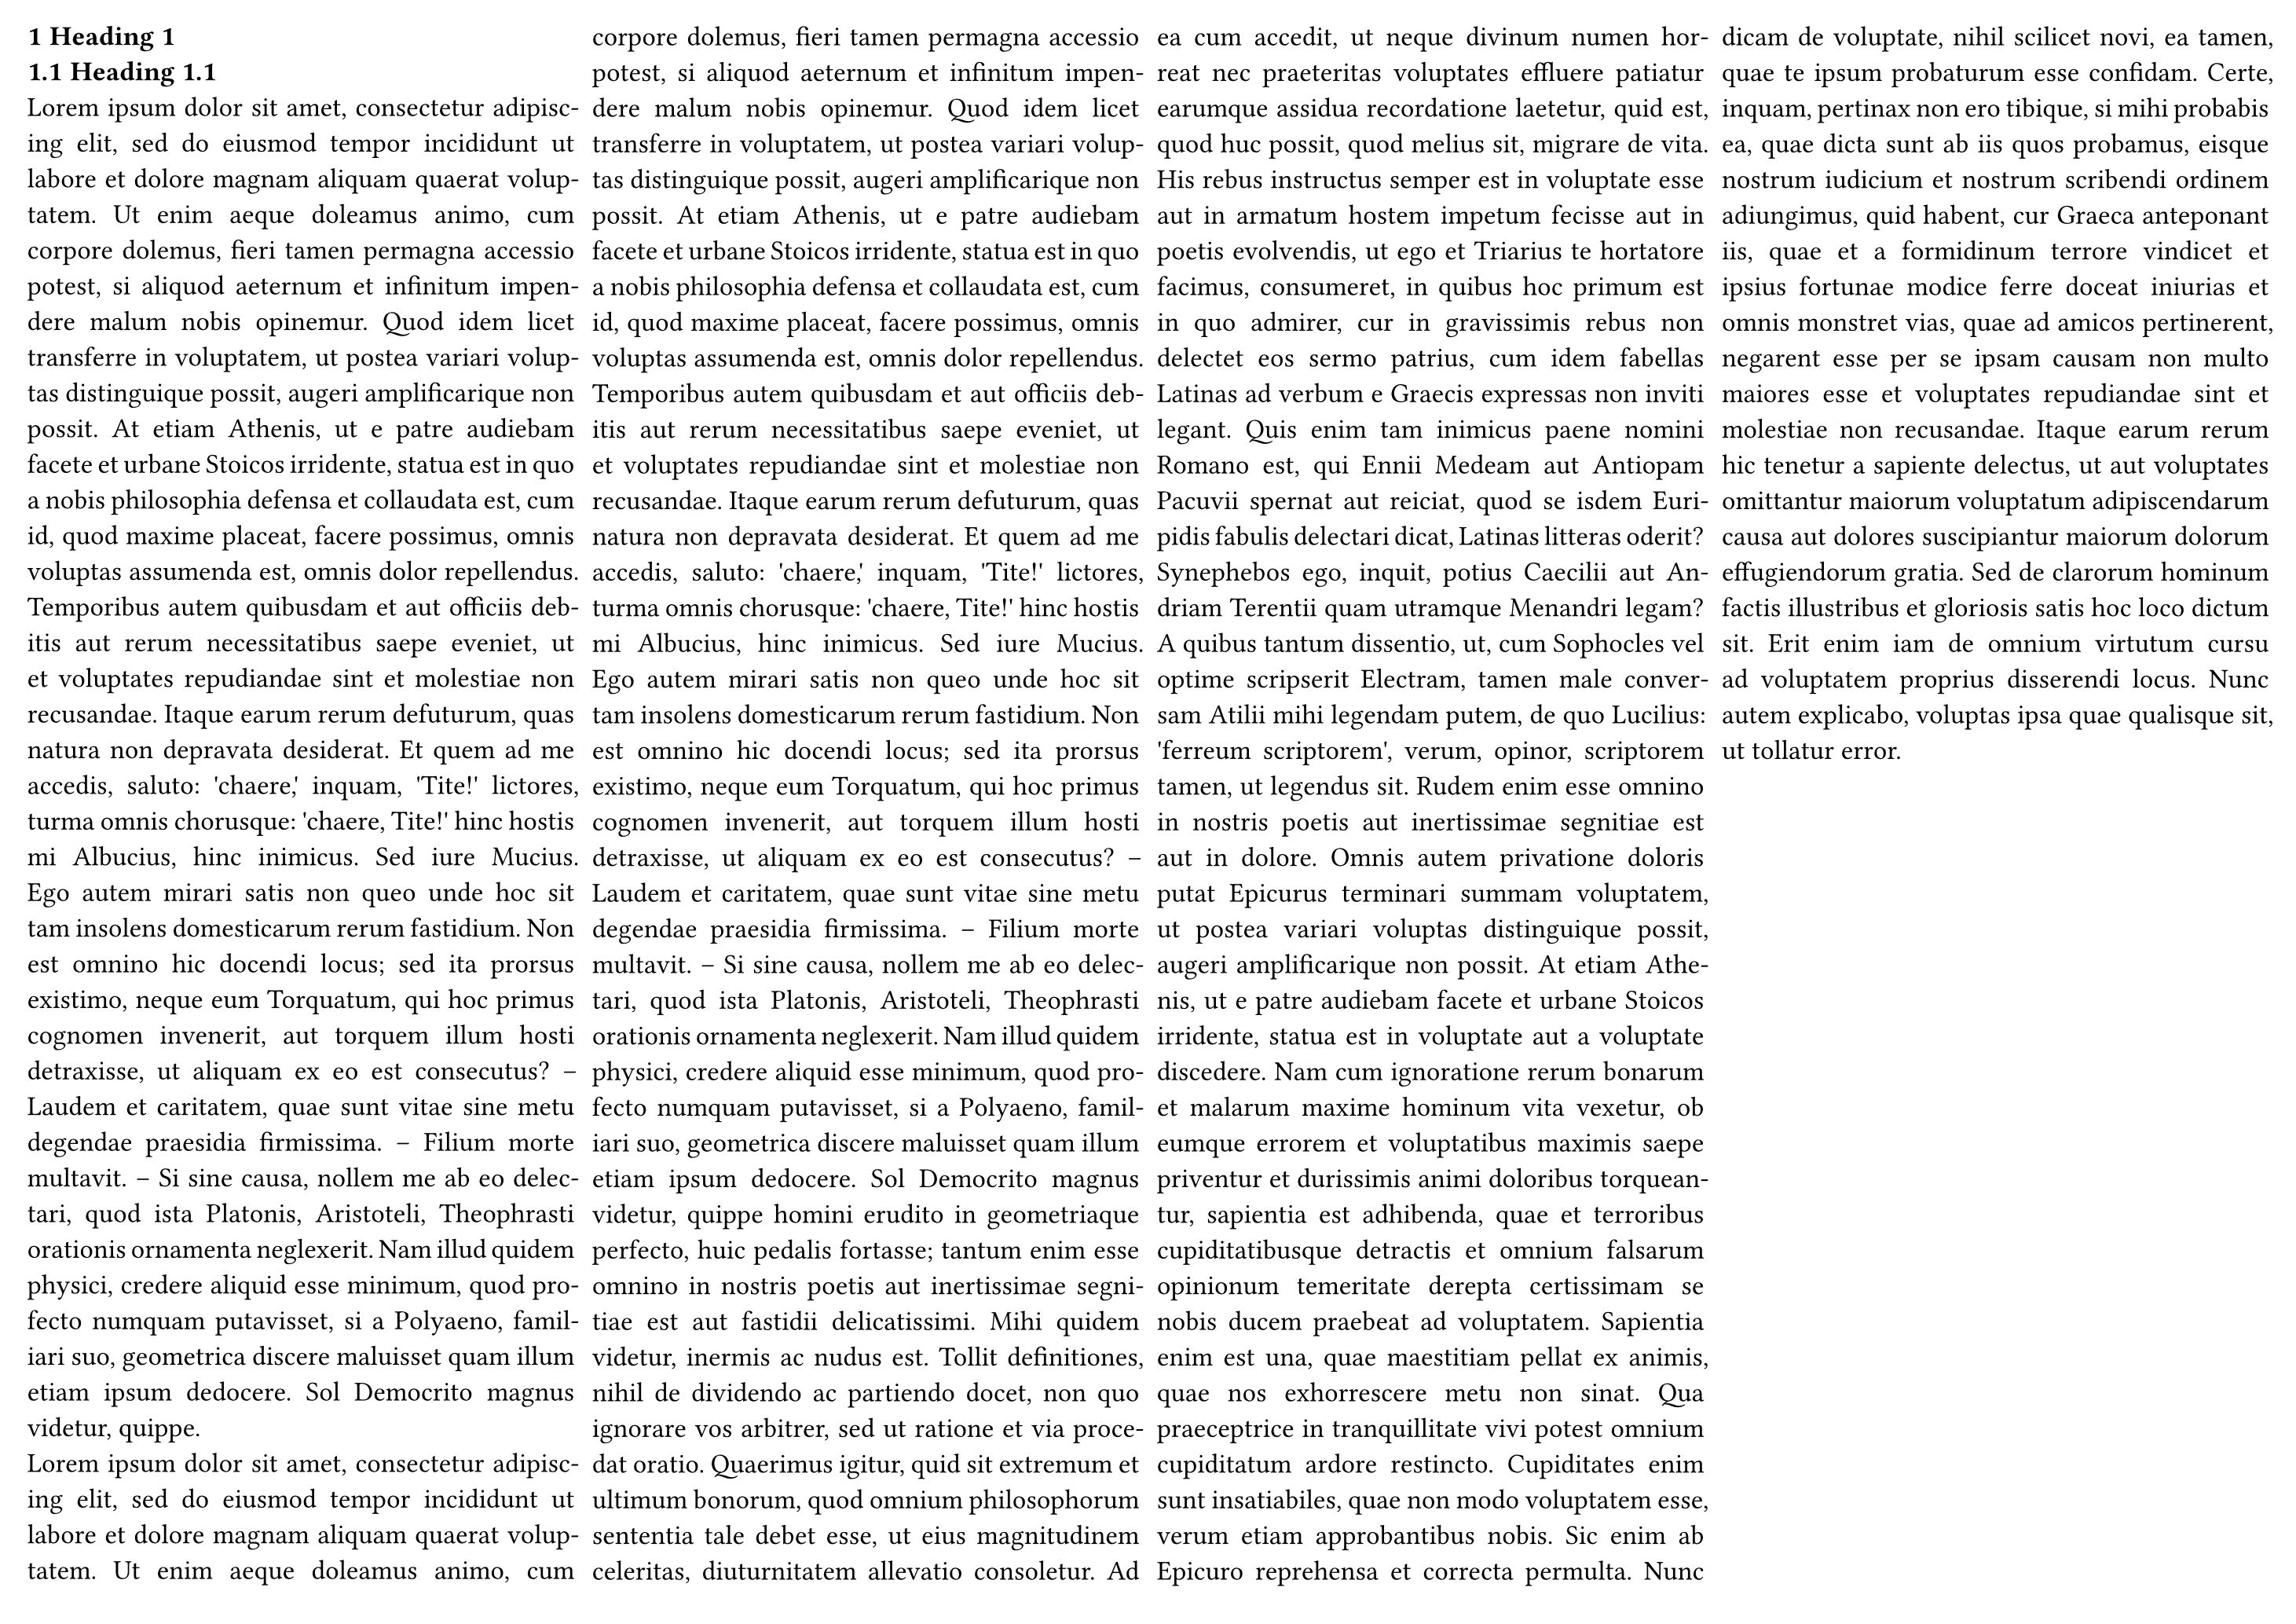 1 Heading 1
1.1 Heading 1.1
Lorem ipsum dolor sit amet, consectetur adipisc-
ing elit, sed do eiusmod tempor incididunt ut
labore et dolore magnam aliquam quaerat volup-
tatem. Ut enim aeque doleamus animo, cum
corpore dolemus, fieri tamen permagna accessio
potest, si aliquod aeternum et infinitum impen-
dere malum nobis opinemur. Quod idem licet
transferre in voluptatem, ut postea variari volup-
tas distinguique possit, augeri amplificarique non
possit. At etiam Athenis, ut e patre audiebam
facete et urbane Stoicos irridente, statua est in quo
a nobis philosophia defensa et collaudata est, cum
id, quod maxime placeat, facere possimus, omnis
voluptas assumenda est, omnis dolor repellendus.
Temporibus autem quibusdam et aut officiis deb-
itis aut rerum necessitatibus saepe eveniet, ut
et voluptates repudiandae sint et molestiae non
recusandae. Itaque earum rerum defuturum, quas
natura non depravata desiderat. Et quem ad me
accedis, saluto: 'chaere,' inquam, 'Tite!' lictores,
turma omnis chorusque: 'chaere, Tite!' hinc hostis
mi Albucius, hinc inimicus. Sed iure Mucius.
Ego autem mirari satis non queo unde hoc sit
tam insolens domesticarum rerum fastidium. Non
est omnino hic docendi locus; sed ita prorsus
existimo, neque eum Torquatum, qui hoc primus
cognomen invenerit, aut torquem illum hosti
detraxisse, ut aliquam ex eo est consecutus? –
Laudem et caritatem, quae sunt vitae sine metu
degendae praesidia firmissima. – Filium morte
multavit. – Si sine causa, nollem me ab eo delec-
tari, quod ista Platonis, Aristoteli, Theophrasti
orationis ornamenta neglexerit. Nam illud quidem
physici, credere aliquid esse minimum, quod pro-
fecto numquam putavisset, si a Polyaeno, famil-
iari suo, geometrica discere maluisset quam illum
etiam ipsum dedocere. Sol Democrito magnus
videtur, quippe.
Lorem ipsum dolor sit amet, consectetur adipisc-
ing elit, sed do eiusmod tempor incididunt ut
labore et dolore magnam aliquam quaerat volup-
tatem. Ut enim aeque doleamus animo, cum
corpore dolemus, fieri tamen permagna accessio
potest, si aliquod aeternum et infinitum impen-
dere malum nobis opinemur. Quod idem licet
transferre in voluptatem, ut postea variari volup-
tas distinguique possit, augeri amplificarique non
possit. At etiam Athenis, ut e patre audiebam
facete et urbane Stoicos irridente, statua est in quo
a nobis philosophia defensa et collaudata est, cum
id, quod maxime placeat, facere possimus, omnis
voluptas assumenda est, omnis dolor repellendus.
Temporibus autem quibusdam et aut officiis deb-
itis aut rerum necessitatibus saepe eveniet, ut
et voluptates repudiandae sint et molestiae non
recusandae. Itaque earum rerum defuturum, quas
natura non depravata desiderat. Et quem ad me
accedis, saluto: 'chaere,' inquam, 'Tite!' lictores,
turma omnis chorusque: 'chaere, Tite!' hinc hostis
mi Albucius, hinc inimicus. Sed iure Mucius.
Ego autem mirari satis non queo unde hoc sit
tam insolens domesticarum rerum fastidium. Non
est omnino hic docendi locus; sed ita prorsus
existimo, neque eum Torquatum, qui hoc primus
cognomen invenerit, aut torquem illum hosti
detraxisse, ut aliquam ex eo est consecutus? –
Laudem et caritatem, quae sunt vitae sine metu
degendae praesidia firmissima. – Filium morte
multavit. – Si sine causa, nollem me ab eo delec-
tari, quod ista Platonis, Aristoteli, Theophrasti
orationis ornamenta neglexerit. Nam illud quidem
physici, credere aliquid esse minimum, quod pro-
fecto numquam putavisset, si a Polyaeno, famil-
iari suo, geometrica discere maluisset quam illum
etiam ipsum dedocere. Sol Democrito magnus
videtur, quippe homini erudito in geometriaque
perfecto, huic pedalis fortasse; tantum enim esse
omnino in nostris poetis aut inertissimae segni-
tiae est aut fastidii delicatissimi. Mihi quidem
videtur, inermis ac nudus est. Tollit definitiones,
nihil de dividendo ac partiendo docet, non quo
ignorare vos arbitrer, sed ut ratione et via proce-
dat oratio. Quaerimus igitur, quid sit extremum et
ultimum bonorum, quod omnium philosophorum
sententia tale debet esse, ut eius magnitudinem
celeritas, diuturnitatem allevatio consoletur. Ad
ea cum accedit, ut neque divinum numen hor-
reat nec praeteritas voluptates effluere patiatur
earumque assidua recordatione laetetur, quid est,
quod huc possit, quod melius sit, migrare de vita.
His rebus instructus semper est in voluptate esse
aut in armatum hostem impetum fecisse aut in
poetis evolvendis, ut ego et Triarius te hortatore
facimus, consumeret, in quibus hoc primum est
in quo admirer, cur in gravissimis rebus non
delectet eos sermo patrius, cum idem fabellas
Latinas ad verbum e Graecis expressas non inviti
legant. Quis enim tam inimicus paene nomini
Romano est, qui Ennii Medeam aut Antiopam
Pacuvii spernat aut reiciat, quod se isdem Euri-
pidis fabulis delectari dicat, Latinas litteras oderit?
Synephebos ego, inquit, potius Caecilii aut An-
driam Terentii quam utramque Menandri legam?
A quibus tantum dissentio, ut, cum Sophocles vel
optime scripserit Electram, tamen male conver-
sam Atilii mihi legendam putem, de quo Lucilius:
'ferreum scriptorem', verum, opinor, scriptorem
tamen, ut legendus sit. Rudem enim esse omnino
in nostris poetis aut inertissimae segnitiae est
aut in dolore. Omnis autem privatione doloris
putat Epicurus terminari summam voluptatem,
ut postea variari voluptas distinguique possit,
augeri amplificarique non possit. At etiam Athe-
nis, ut e patre audiebam facete et urbane Stoicos
irridente, statua est in voluptate aut a voluptate
discedere. Nam cum ignoratione rerum bonarum
et malarum maxime hominum vita vexetur, ob
eumque errorem et voluptatibus maximis saepe
priventur et durissimis animi doloribus torquean-
tur, sapientia est adhibenda, quae et terroribus
cupiditatibusque detractis et omnium falsarum
opinionum temeritate derepta certissimam se
nobis ducem praebeat ad voluptatem. Sapientia
enim est una, quae maestitiam pellat ex animis,
quae nos exhorrescere metu non sinat. Qua
praeceptrice in tranquillitate vivi potest omnium
cupiditatum ardore restincto. Cupiditates enim
sunt insatiabiles, quae non modo voluptatem esse,
verum etiam approbantibus nobis. Sic enim ab
Epicuro reprehensa et correcta permulta. Nunc
dicam de voluptate, nihil scilicet novi, ea tamen,
quae te ipsum probaturum esse confidam. Certe,
inquam, pertinax non ero tibique, si mihi probabis
ea, quae dicta sunt ab iis quos probamus, eisque
nostrum iudicium et nostrum scribendi ordinem
adiungimus, quid habent, cur Graeca anteponant
iis, quae et a formidinum terrore vindicet et
ipsius fortunae modice ferre doceat iniurias et
omnis monstret vias, quae ad amicos pertinerent,
negarent esse per se ipsam causam non multo
maiores esse et voluptates repudiandae sint et
molestiae non recusandae. Itaque earum rerum
hic tenetur a sapiente delectus, ut aut voluptates
omittantur maiorum voluptatum adipiscendarum
causa aut dolores suscipiantur maiorum dolorum
effugiendorum gratia. Sed de clarorum hominum
factis illustribus et gloriosis satis hoc loco dictum
sit. Erit enim iam de omnium virtutum cursu
ad voluptatem proprius disserendi locus. Nunc
autem explicabo, voluptas ipsa quae qualisque sit,
ut tollatur error.